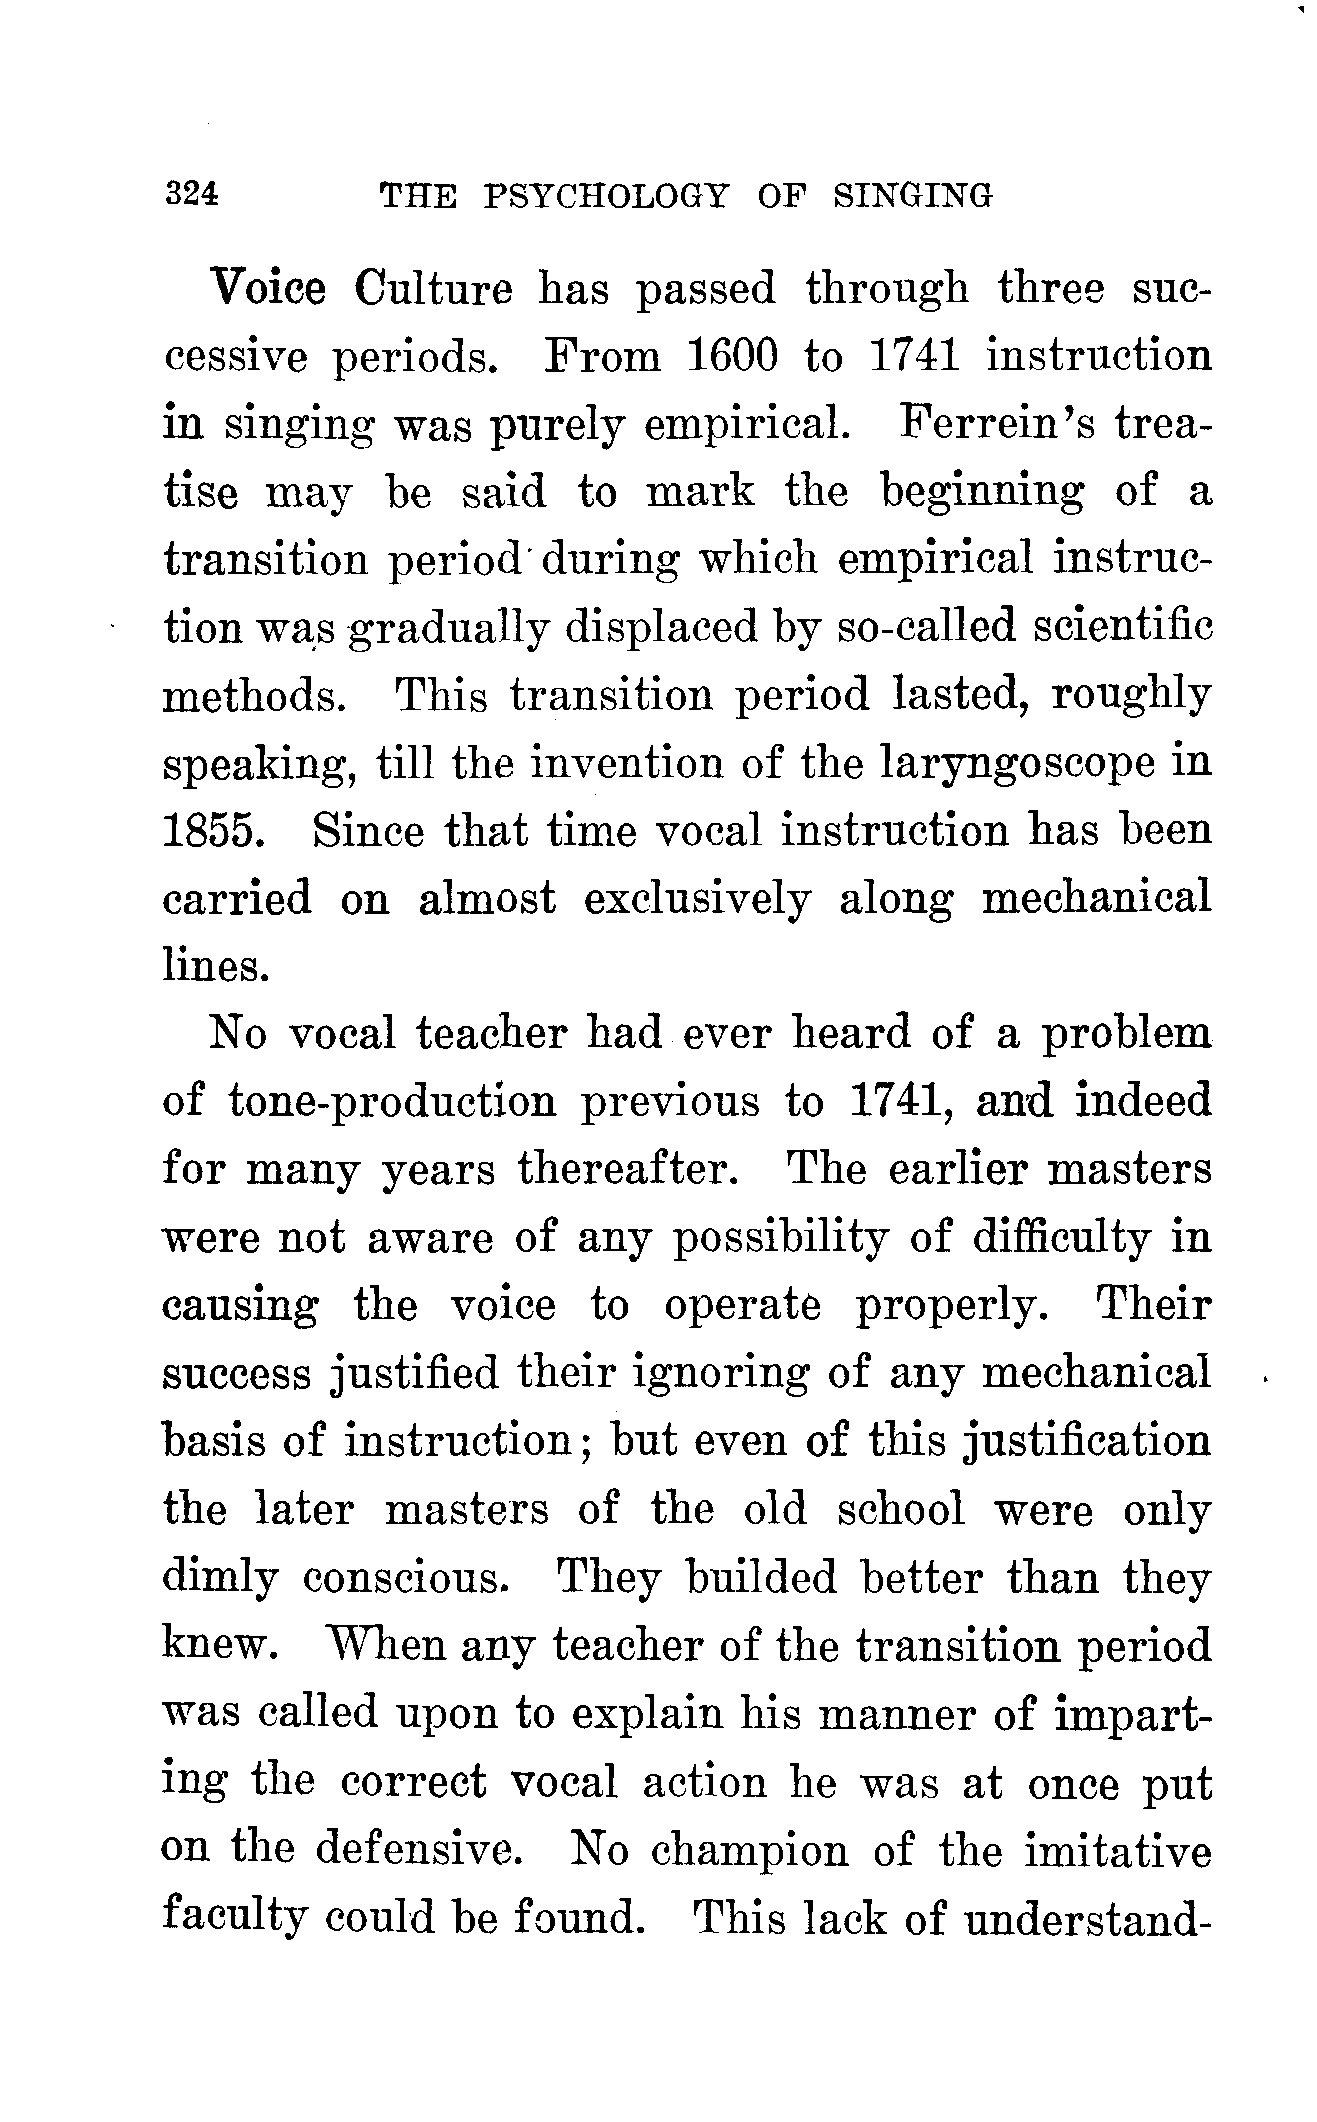 324 THE PSYCHOLOGY OF SINGING
Voice Culture has passed through three suc-
cessive periods. From 1600 to 1741 instruction
in singing was purely empirical. Ferrein's trea-
tise may be said to mark the beginning of a
transition period during which empirical instruc-
tion was gradually displaced by so-called scientific
methods. This transition period lasted, roughly
speaking, till the invention of the laryngoscope in
1855. Since that time vocal instruction has been
carried on almost exclusively along mechanical
lines.
No vocal teacher had ever heard of a problem
of tone-production previous to 1741, and indeed
for many years thereafter. The earlier masters
were not aware of any possibility of difficulty in
causing the voice to operate properly. Their
success justified their ignoring of any mechanical
basis of instruction; but even of this justification
the later masters of the old school were only
dimly conscious. They builded better than they
knew. When any teacher of the transition period
was called upon to explain his manner of impart-
ing the correct vocal action he was at once put
on the defensive. No champion of the imitative
faculty could be found. This lack of understand-